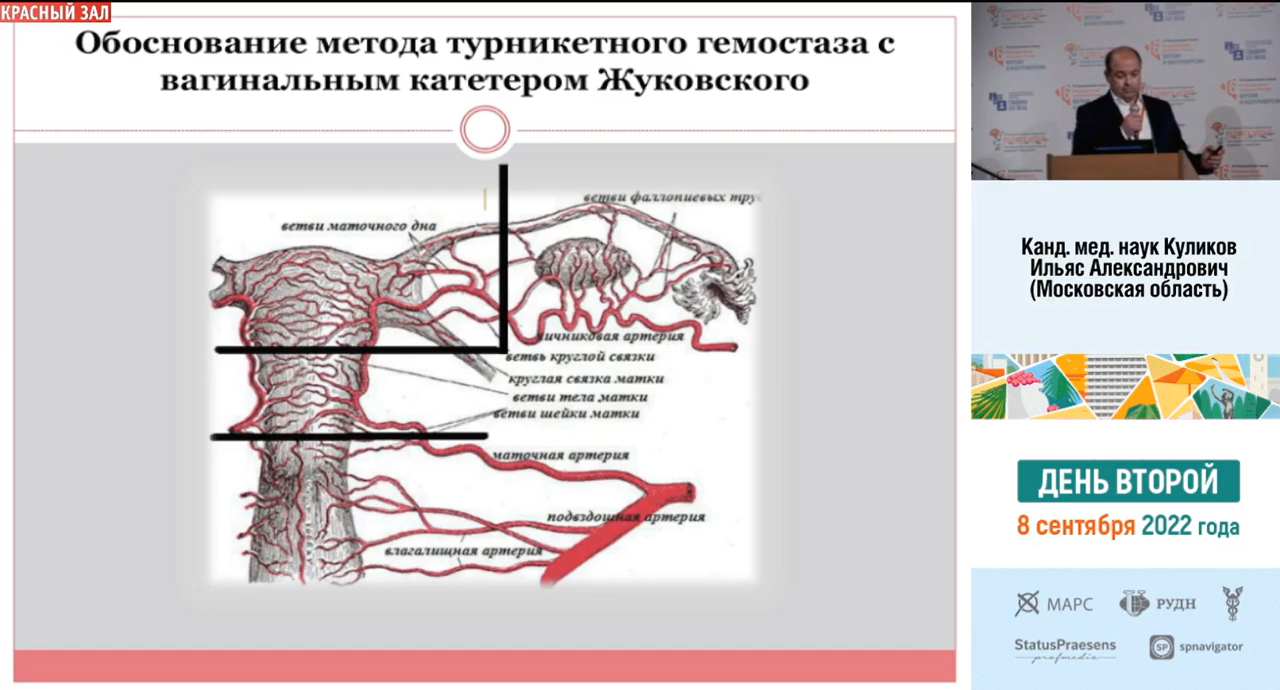 КРАСНЫЙ ЗАЛ
Обоснование метода турникетного гемостаза с
вагинальным катетером Жуковского
ветви фаллопиевых тру
ветви маточного дна
ичниковая артерия
ветвь круглой связки
круглая связка матки
ветви тела матки
ветви шейки матки
маточная артерия
подвздошная артерия
влагалищная артерия
Канд. мед. наук Куликов
Ильяс Александрович
(Московская область)
ДЕНЬ ВТОРОЙ
8 сентября 2022 года
МАРС
РУДН
StatusPraesens
profmedia
SP
spnavigator